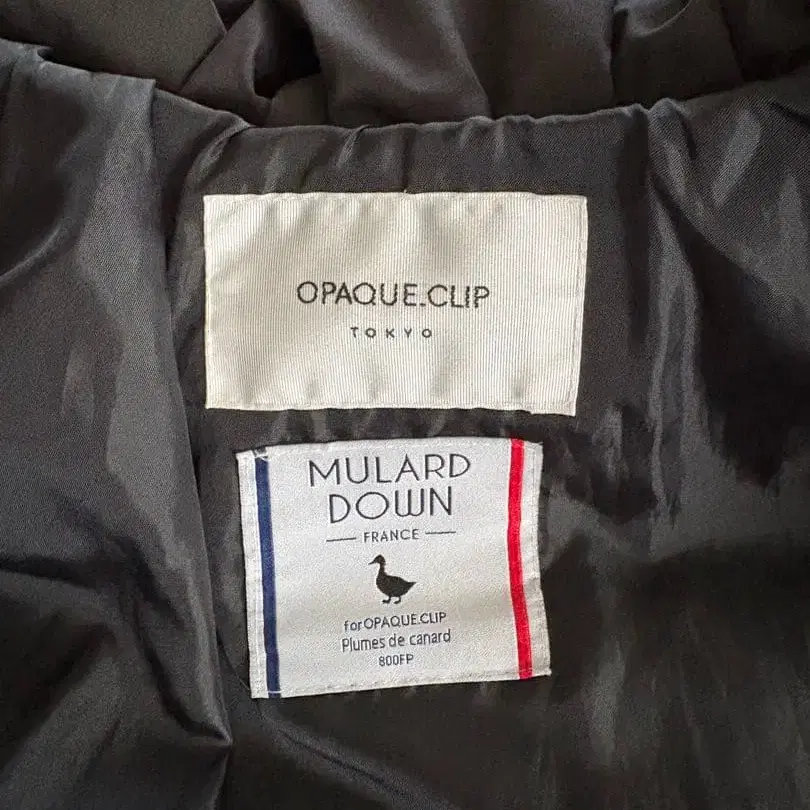 OPAQUE.CLIP
TOKYO
MULARD
DOWN
FRANCE
for OPAQUE.CLIP
Plumes de canard
800FP